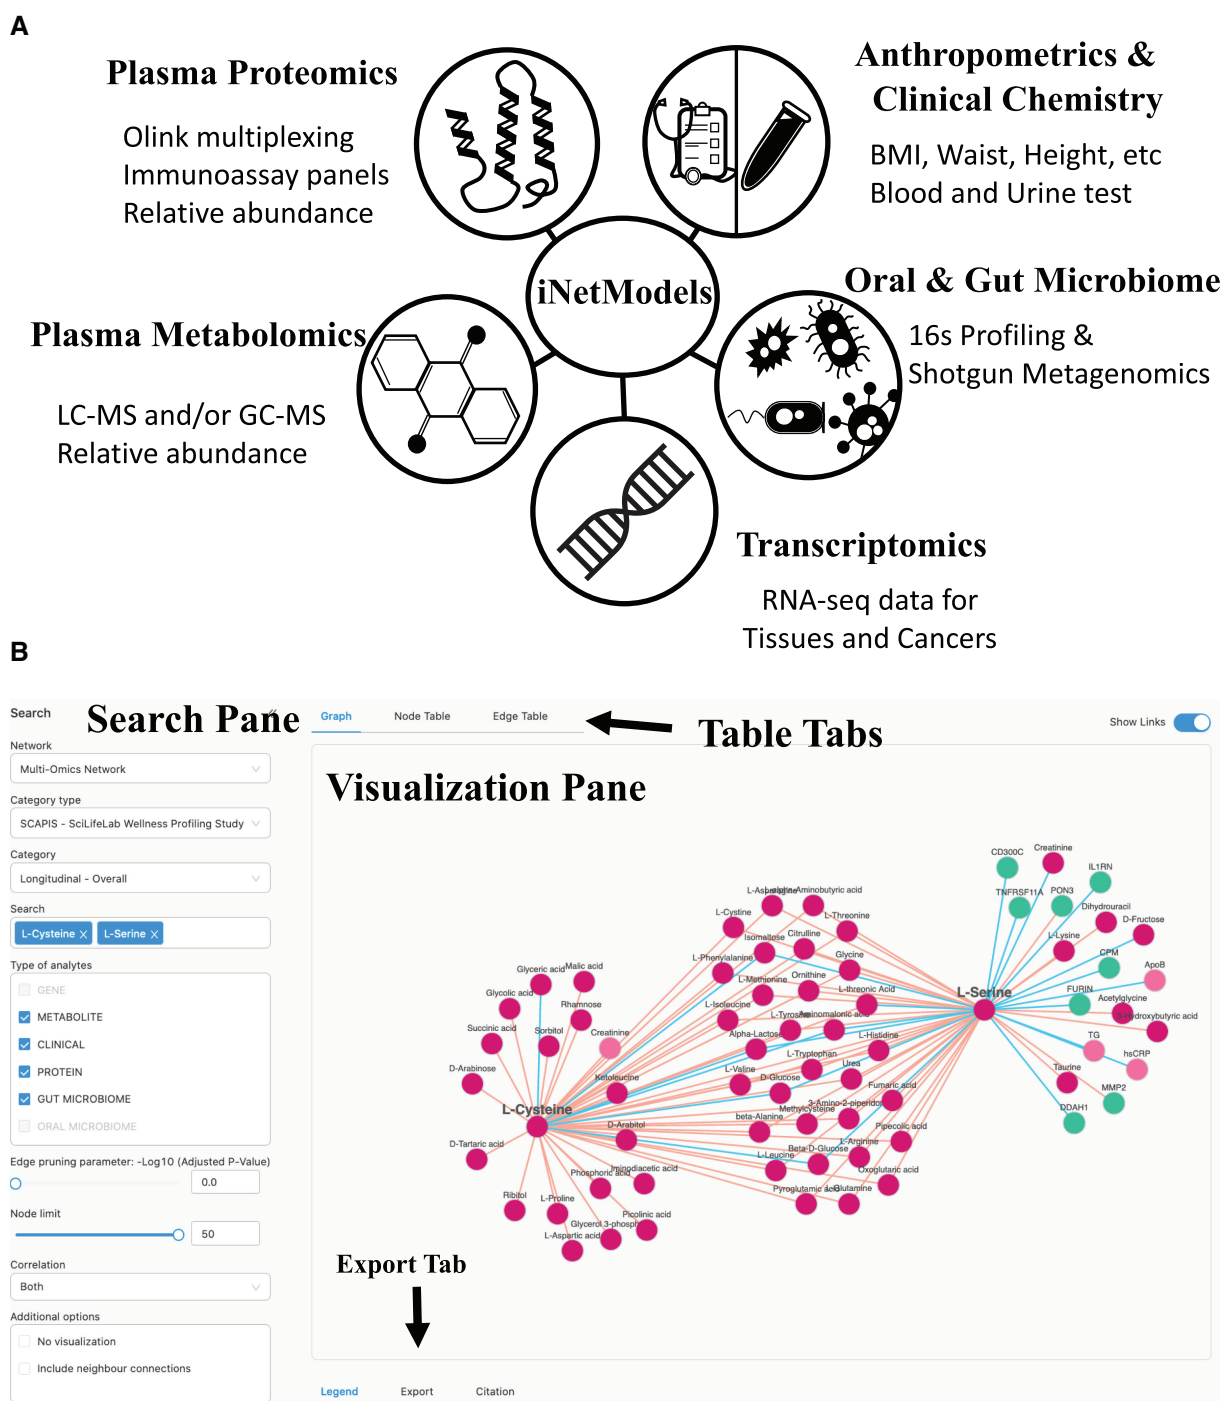 A
Plasma Proteomics
Olink multiplexing
Immunoassay panels
Relative abundance
Anthropometrics &
Clinical Chemistry
BMI, Waist, Height, etc
Blood and Urine test
iNetModels
Oral & Gut Microbiome
16s Profiling &
Shotgun Metagenomics
Plasma Metabolomics
LC-MS and/or GC-MS
Relative abundance
Transcriptomics
RNA-seq data for
Tissues and Cancers
B
Search
Search Pane
Network
Multi-Omics Network
Category type
SCAPIS - SciLifeLab Wellness Profiling Study
Category
Longitudinal - Overall
Search
L-Cysteine X L-Serine X
Type of analytes
GENE
METABOLITE
CLINICAL
PROTEIN
GUT MICROBIOME
ORAL MICROBIOME
Edge pruning parameter: -Log10 (Adjusted P-Value)
0.0
Node limit
50
Correlation
Both
Additional options
No visualization
Include neighbour connections
Graph Node Table Edge Table
Table Tabs
Show Links
Visualization Pane
CD300C
Creatinine
IL1RN
TNFRSF11A
PON3
Dihydrouracil
D-Fructose
L-Lysine
CPM
ApoB
FURIN
Acetylglycine
L-Serine
TG
hsCRP
Taurine
MMP2
DDAH1
L-Cystine
L-Threonine
Isomaltose
Citrulline
L-Phenylalanine
Glycine
L-Methionine
Ornithine
L-threonic Acid
L-Isoleucine
Alpha-Lactose
L-Histidine
L-Tryptophan
L-Valine
D-Glucose
Urea
Fumaric acid
Methylcysteine
beta-Alanine
Pipecolic acid
L-Arginine
L-Leucine
Beta-D-Glucose
Oxoglutaric acid
Glyceric acid
Malic acid
Glycolic acid
Rhamnose
Succinic acid
Sorbitol
Creatinine
D-Arabinose
Ketoleucine
L-Cysteine
D-Arabitol
D-Tartaric acid
Phosphoric acid
Iminodiacetic acid
Ribitol
L-Proline
Picolinic acid
L-Aspartic acid
Export Tab
Legend Export Citation